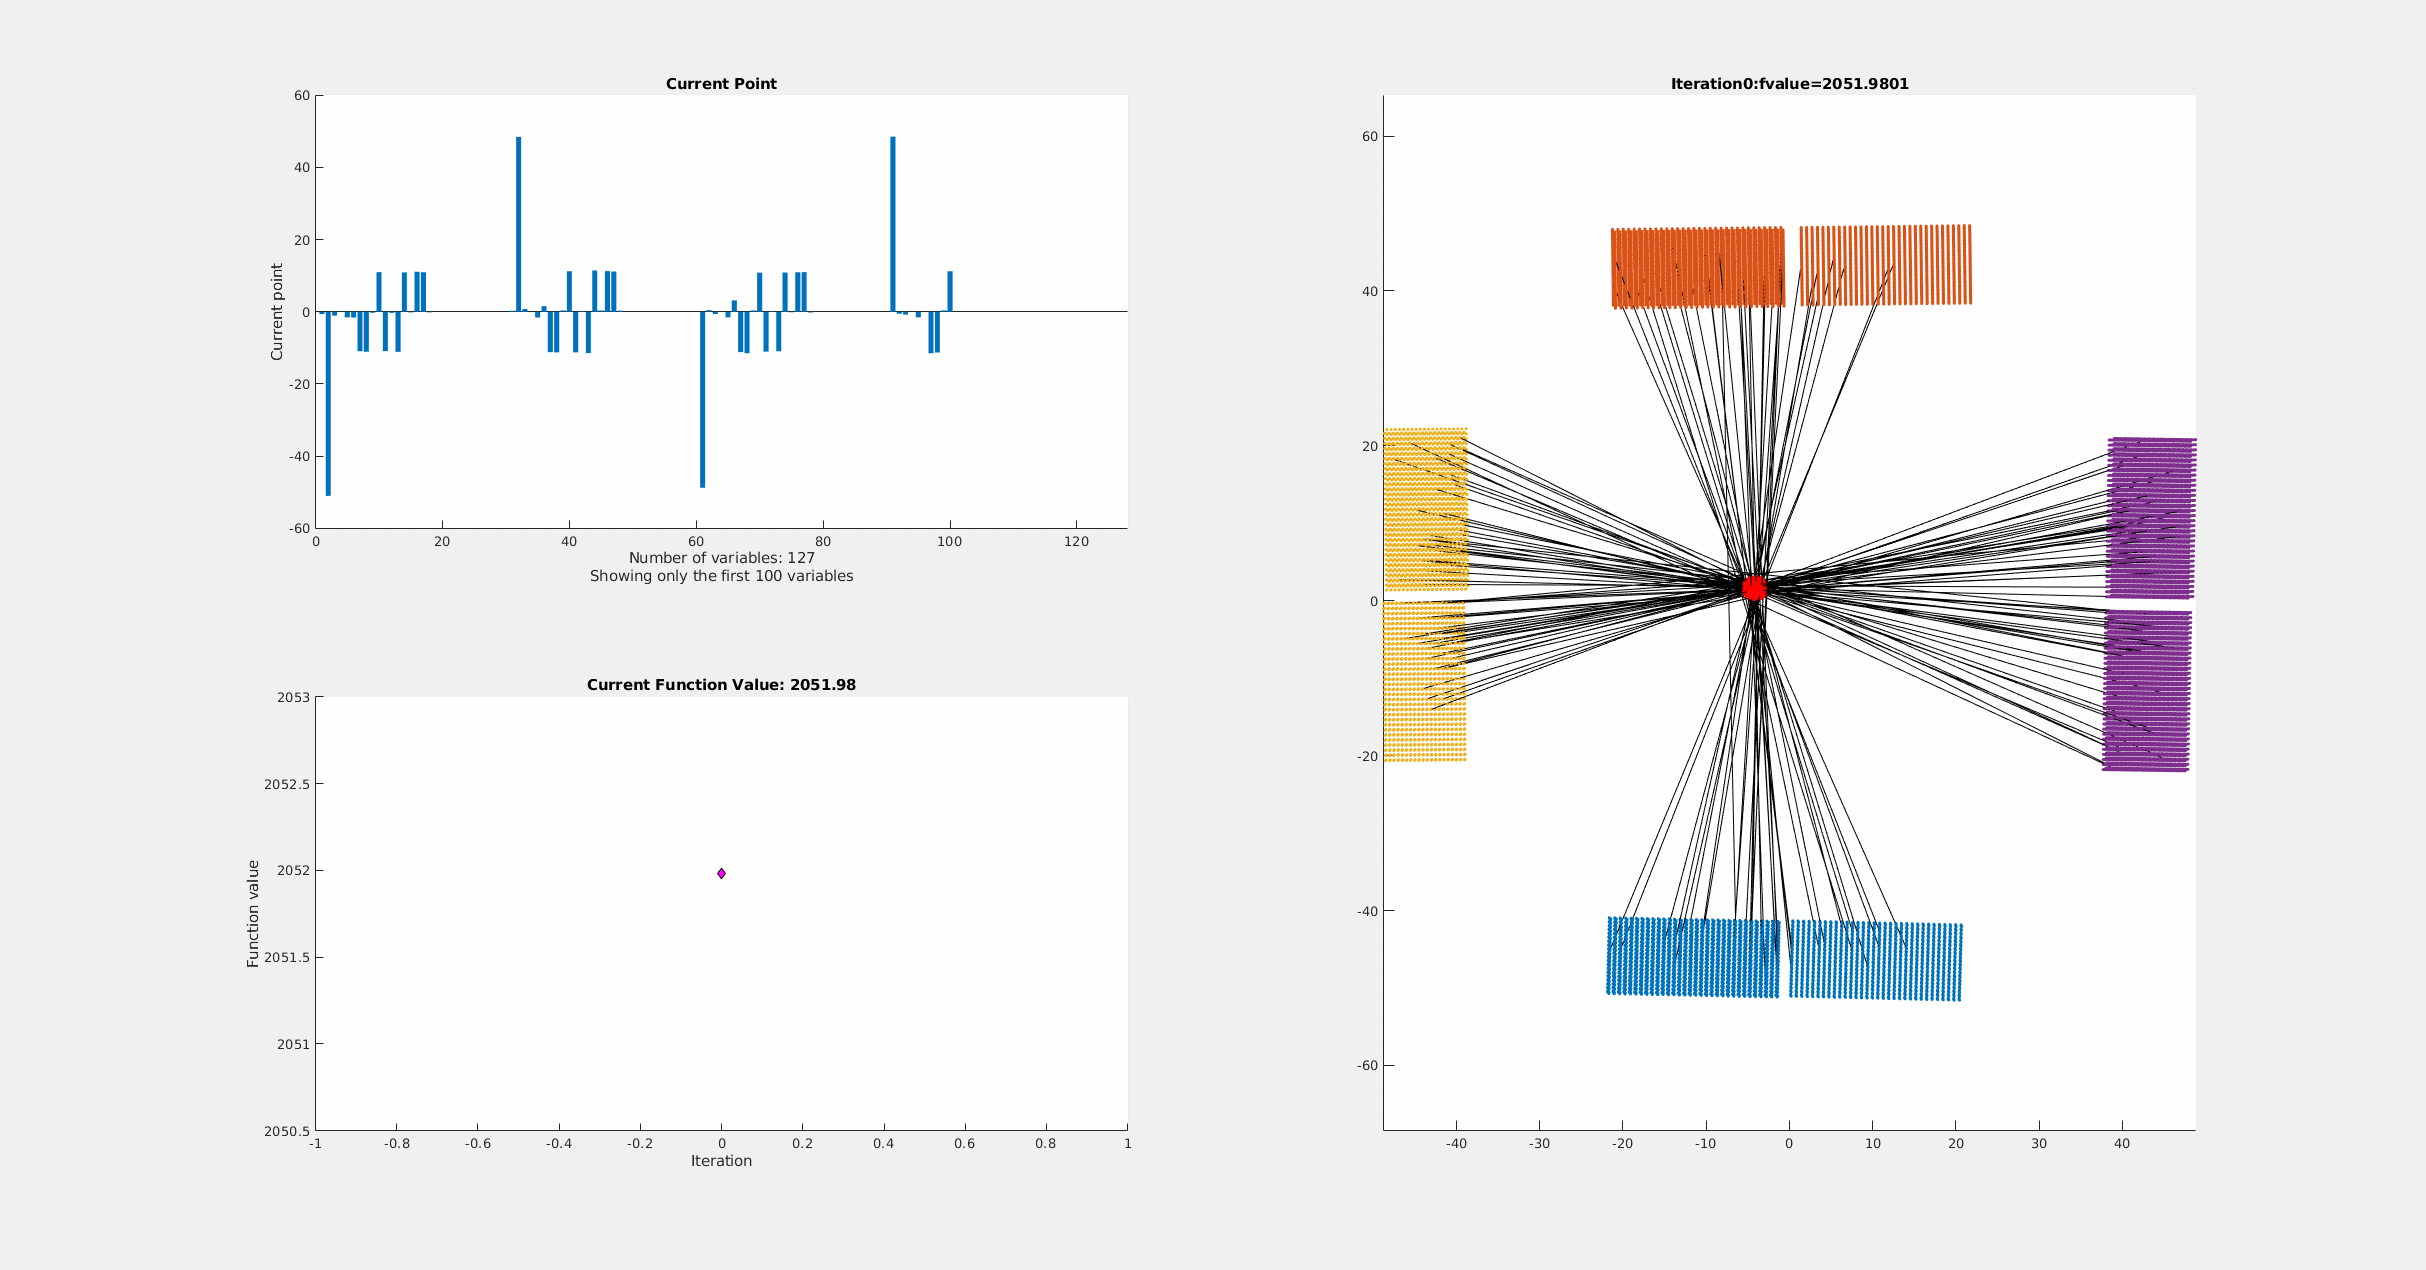 Current Point
60
40
20
0
-20
-40
-60
Current point
0 20 40 60 80 100 120
Number of variables: 127
Showing only the first 100 variables
Current Function Value: 2051.98
2053
2052.5
2052
2051.5
2051
2050.5
Function value
-1 -0.8 -0.6 -0.4 -0.2 0 0.2 0.4 0.6 0.8 1
Iteration
Iteration0:fvalue=2051.9801
60
40
20
0
-20
-40
-60
-40 -30 -20 -10 0 10 20 30 40